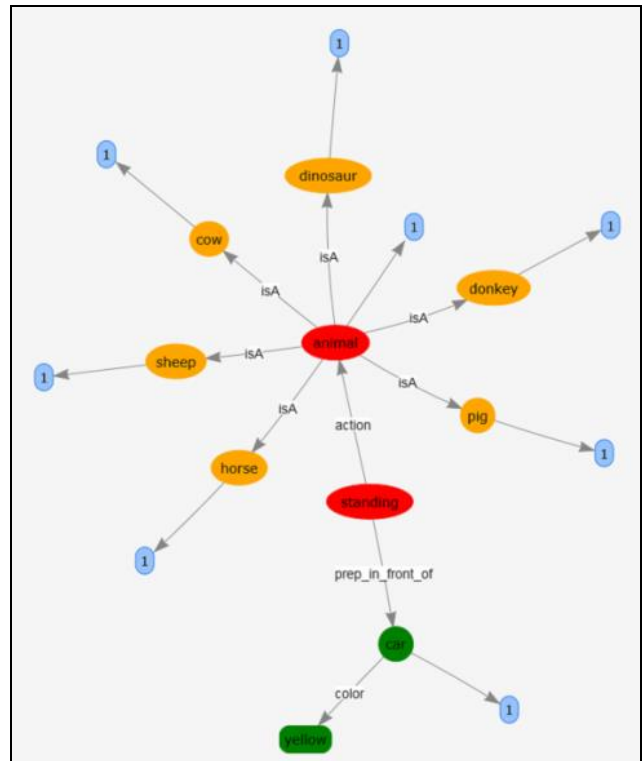 1
dinosaur
1
cow
1
1
isA
isA
donkey
isA
animal
isA
sheep
1
isA
isA
pig
action
1
horse
standing
1
prep_in_front_of
car
color
1
yellow